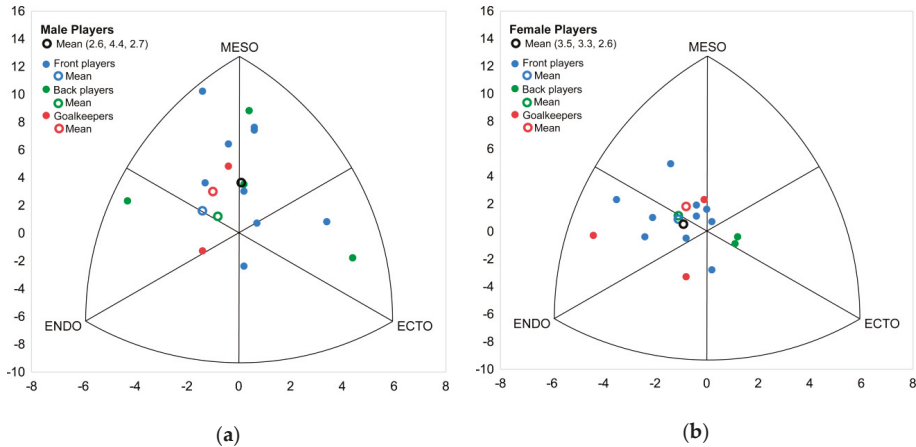 Male Players
Mean (2.6, 4.4, 2.7)
Front players
Mean
Back players
Mean
Goalkeepers
Mean
MESO
ENDO
ECTO
16
14
12
10
8
6
4
2
0
-2
-4
-6
-8
-10
-8 -6 -4 -2 0 2 4 6 8
(a)
Female Players
Mean (3.5, 3.3, 2.6)
Front players
Mean
Back players
Mean
Goalkeepers
Mean
MESO
ENDO
ECTO
16
14
12
10
8
6
4
2
0
-2
-4
-6
-8
-10
-8 -6 -4 -2 0 2 4 6 8
(b)